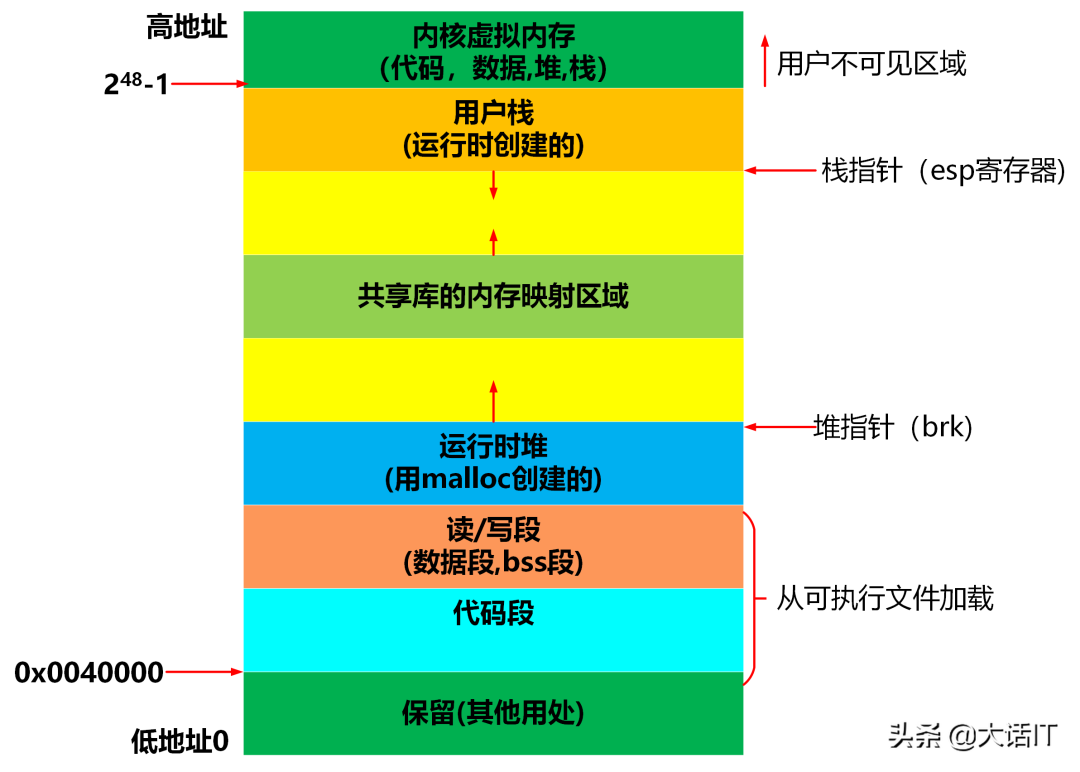 高地址
内核虚拟内存
(代码，数据,堆,栈)
用户不可见区域
2⁴⁸-1
用户栈
(运行时创建的)
栈指针（esp寄存器)
共享库的内存映射区域
堆指针（brk)
运行时堆
(用malloc创建的)
读/写段
(数据段,bss段)
从可执行文件加载
代码段
0x0040000
保留(其他用处)
低地址0
头条 @大话IT